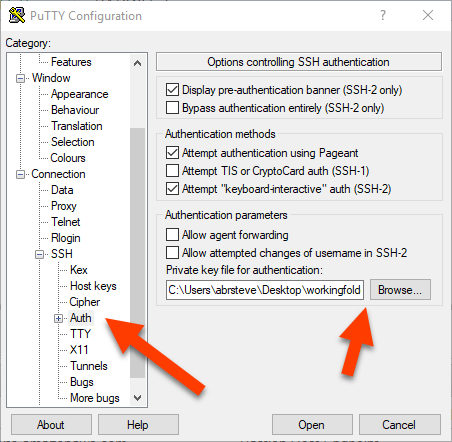 PuTTY Configuration
?
Category:
Features
Window
Appearance
Behaviour
Translation
Selection
Colours
Connection
Data
Proxy
Telnet
Rlogin
SSH
Kex
Host keys
Cipher
Auth
TTY
X11
Tunnels
Bugs
More bugs
Options controlling SSH authentication
Display pre-authentication banner (SSH-2 only)
Bypass authentication entirely (SSH-2 only)
Authentication methods
Attempt authentication using Pageant
Attempt TIS or CryptoCard auth (SSH-1)
Attempt "keyboard-interactive" auth (SSH-2)
Authentication parameters
Allow agent forwarding
Allow attempted changes of username in SSH-2
Private key file for authentication:
C:\Users\abrsteve\Desktop\workingfold
Browse...
About
Help
Open
Cancel